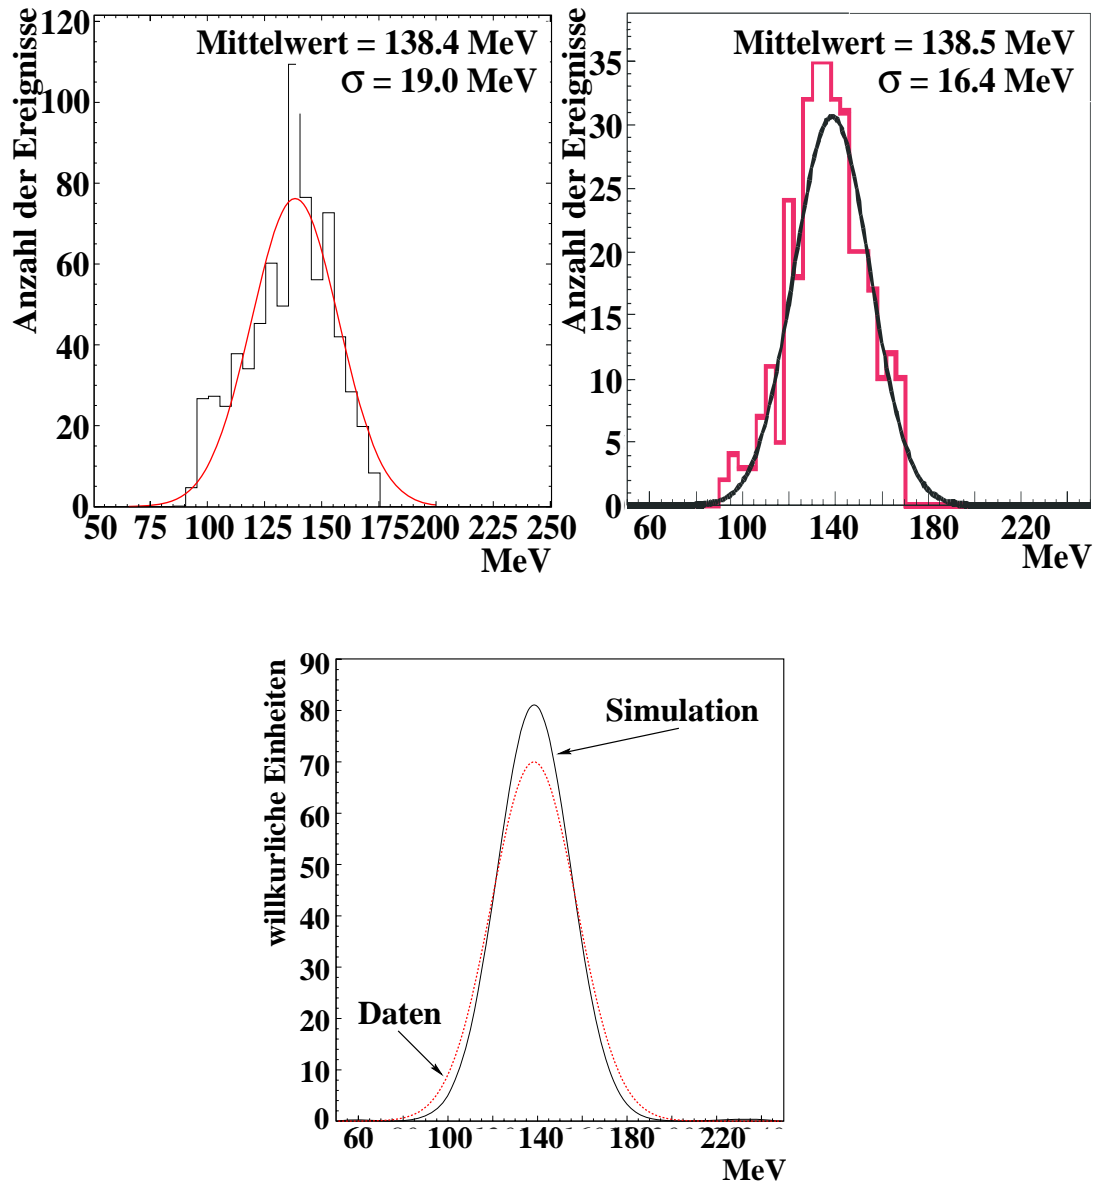 Anzahl der Ereignisse
Mittelwert = 138.4 MeV
σ = 19.0 MeV
120
100
80
60
40
20
0
50 75 100 125 150 175 200 225 250
MeV
Anzahl der Ereignisse
Mittelwert = 138.5 MeV
σ = 16.4 MeV
35
30
25
20
15
10
5
0
60 100 140 180 220
MeV
willkurliche Einheiten
90
80
70
60
50
40
30
20
10
0
Simulation
Daten
60 100 140 180 220
MeV